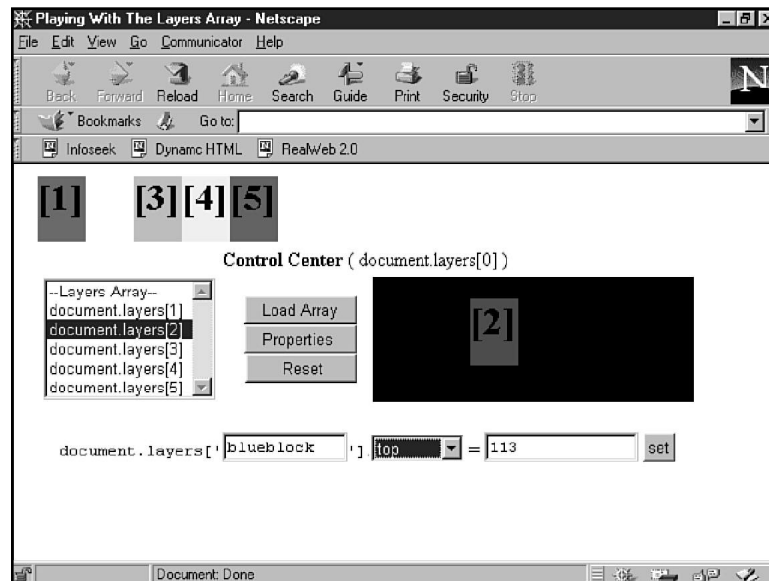 Playing With The Layers Array - Netscape
File Edit View Go Communicator Help
N
Back Forward Reload Home Search Guide Print Security Stop
Bookmarks Go to:
Infoseek Dynamc HTML RealWeb 2.0
[1] [3] [4] [5]
Control Center ( document.layers[0] )
--Layers Array--
document.layers[1]
document.layers[2]
document.layers[3]
document.layers[4]
document.layers[5]
Load Array
Properties
Reset
[2]
document.layers['blueblock'].top = 113 set
Document: Done